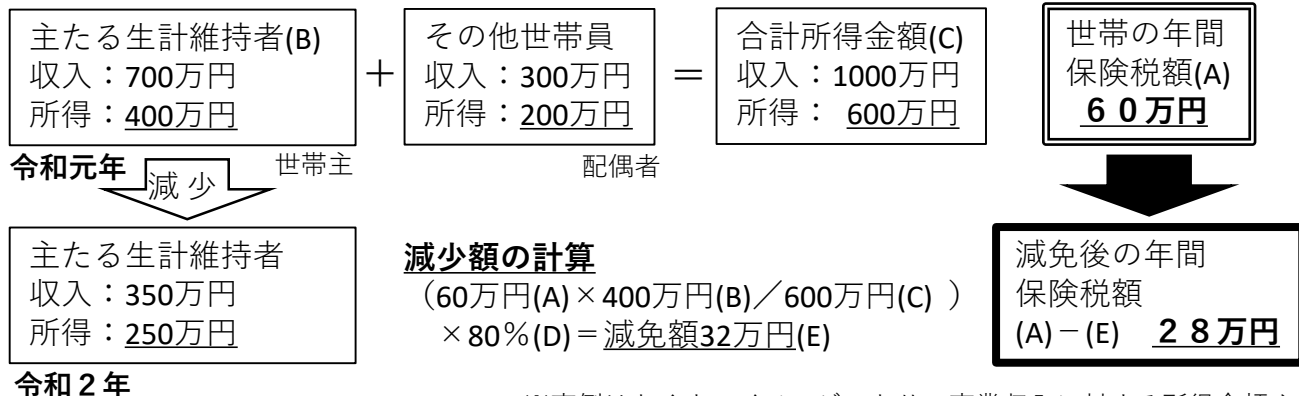 主たる生計維持者(B)
収入：700万円
所得：400万円
＋
その他世帯員
収入：300万円
所得：200万円
＝
合計所得金額(C)
収入：1000万円
所得： 600万円
世帯の年間
保険税額(A)
６０万円
令和元年
減 少
世帯主
配偶者
主たる生計維持者
収入：350万円
所得：250万円
令和２年
減少額の計算
（60万円(A)×400万円(B)／600万円(C) ）
×80％(D)＝減免額32万円(E)
減免後の年間
保険税額
(A)－(E) ２８万円